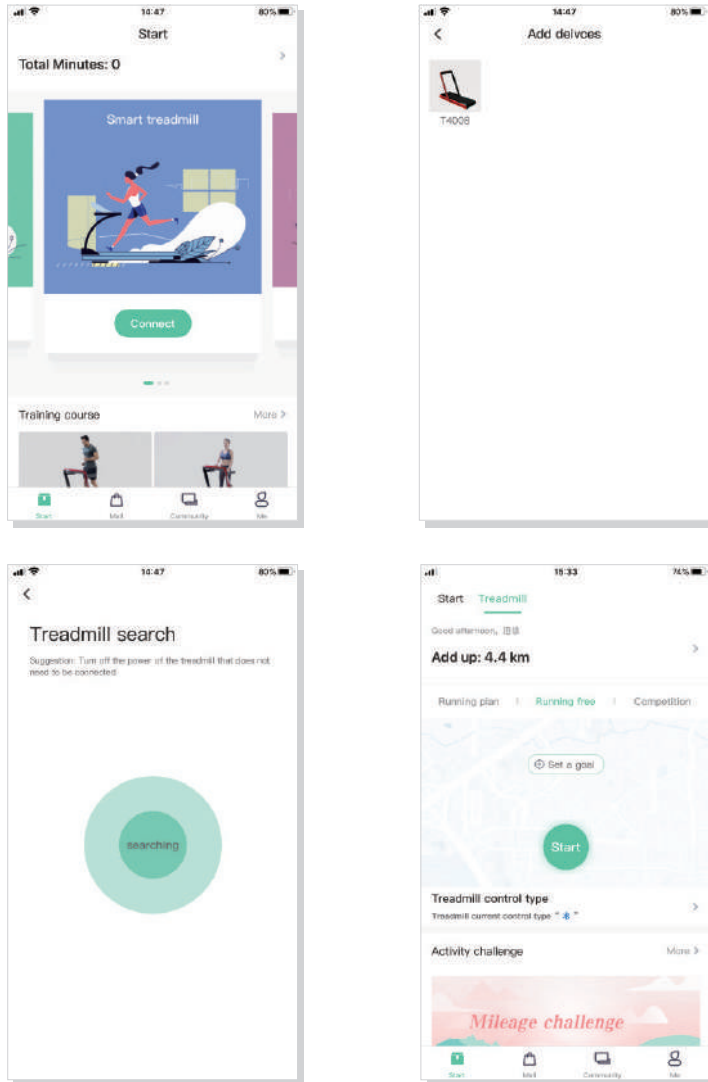 14:47
80%
Start
Total Minutes: 0
Smart treadmill
Connect
Training course
More
Start
Mall
Community
Me
14:47
80%
Add deivces
14:47
80%
Treadmill search
Suggestion: Turn off the power of the treadmill that does not
need to be connected
searching
15:33
74%
Start Treadmill
Good afternoon,
Add up: 4.4 km
Running plan Running free Competition
Set a goal
Start
Treadmill control type
Treadmill current control type " "
Activity challenge
More
Mileage challenge
Start
Mall
Community
Me